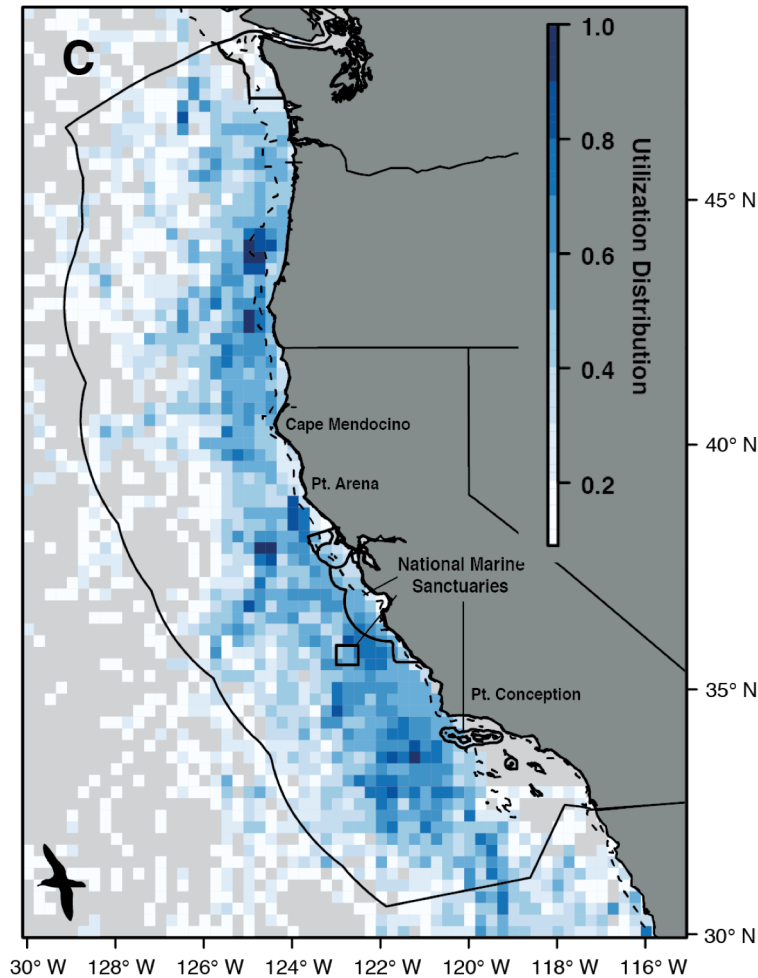 C
1.0
0.8
0.6
0.4
0.2
Utilization Distribution
45° N
40° N
35° N
30° N
Cape Mendocino
Pt. Arena
National Marine
Sanctuaries
Pt. Conception
130° W 128° W 126° W 124° W 122° W 120° W 118° W 116° W